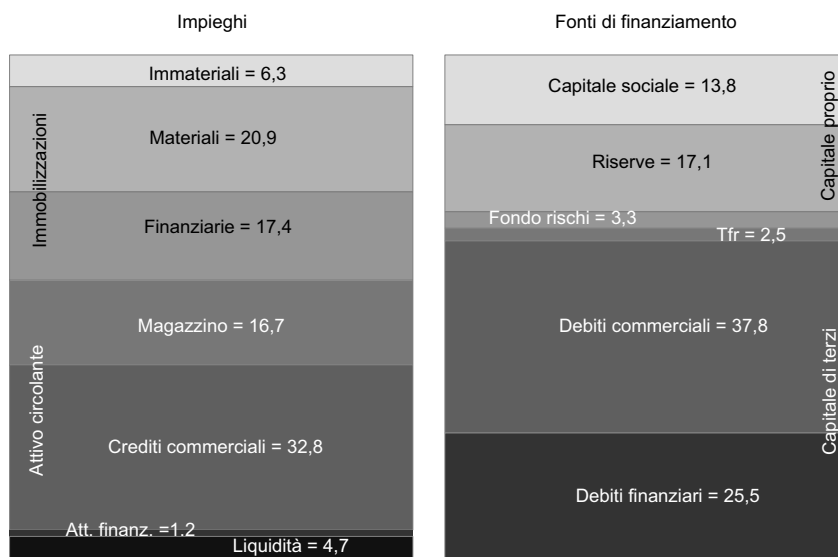 Impieghi
Immateriali = 6,3
Materiali = 20,9
Finanziarie = 17,4
Immobilizzazioni
Magazzino = 16,7
Crediti commerciali = 32,8
Att. finanz. =1,2
Liquidità = 4,7
Attivo circolante
Fonti di finanziamento
Capitale sociale = 13,8
Riserve = 17,1
Capitale proprio
Fondo rischi = 3,3
Tfr = 2,5
Debiti commerciali = 37,8
Debiti finanziari = 25,5
Capitale di terzi